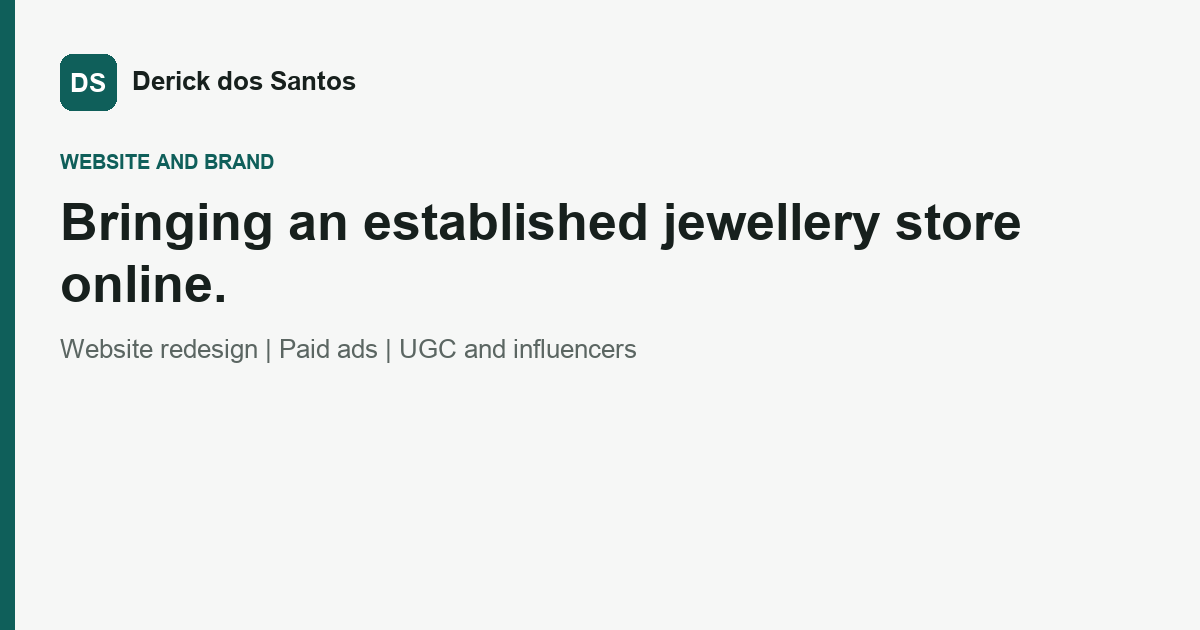 DS
Derick dos Santos
WEBSITE AND BRAND
Bringing an established jewellery store
online.
Website redesign | Paid ads | UGC and influencers